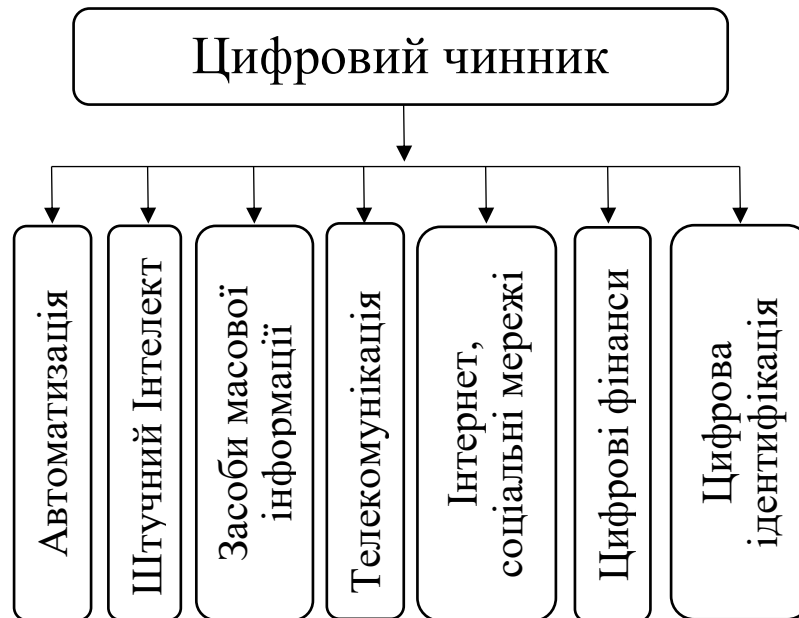 Цифровий чинник
Автоматизація
Штучний Інтелект
Засоби масової
інформації
Телекомунікація
Інтернет,
соціальні мережі
Цифрові фінанси
Цифрова
ідентифікація